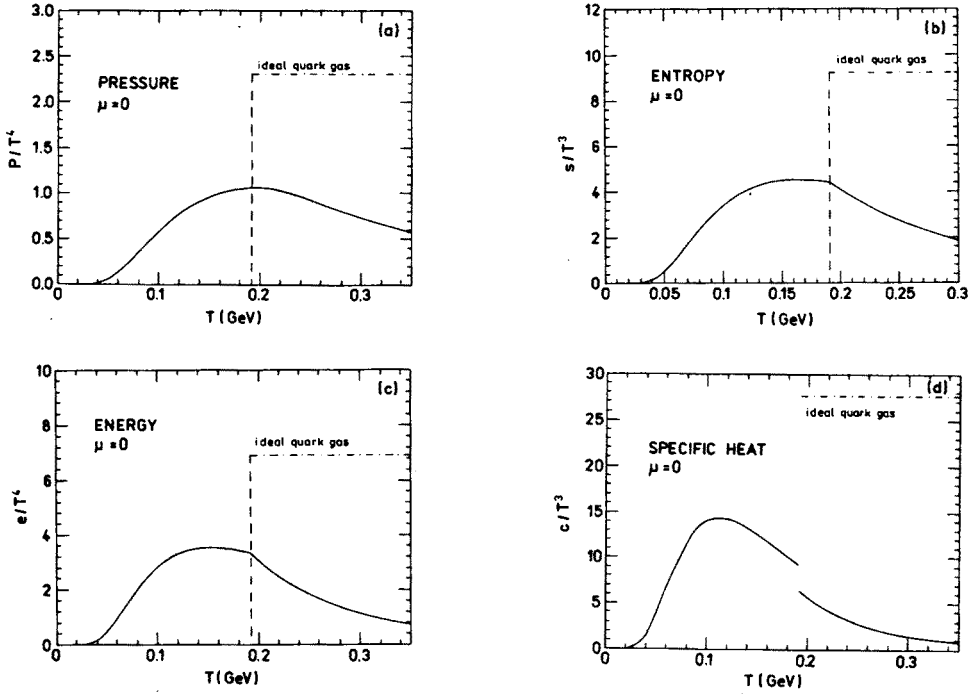 3.0
2.5
2.0
1.5
1.0
0.5
0.0
P/T⁴
(a)
PRESSURE
μ=0
ideal quark gas
0
0.1
0.2
0.3
T (GeV)
12
10
8
6
4
2
0
s/T³
(b)
ENTROPY
μ=0
ideal quark gas
0
0.05
0.1
0.15
0.2
0.25
0.3
T (GeV)
10
8
6
4
2
0
e/T⁴
(c)
ENERGY
μ=0
ideal quark gas
0
0.1
0.2
0.3
T (GeV)
30
25
20
15
10
5
0
c/T³
(d)
ideal quark gas
SPECIFIC HEAT
μ=0
0
0.1
0.2
0.3
T (GeV)